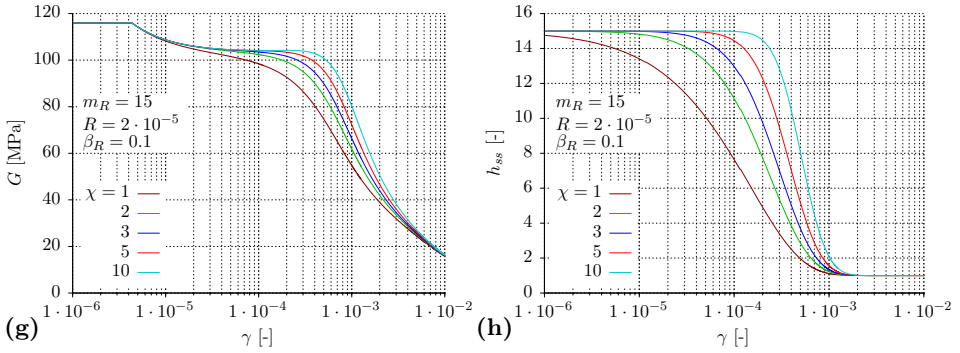 120
100
80
60
40
20
0
G [MPa]
m_R = 15
R = 2 · 10^-5
β_R = 0.1
χ = 1
2
3
5
10
1 · 10^-6
1 · 10^-5
1 · 10^-4
1 · 10^-3
1 · 10^-2
γ [-]
(g)
16
14
12
10
8
6
4
2
0
h_ss [-]
m_R = 15
R = 2 · 10^-5
β_R = 0.1
χ = 1
2
3
5
10
1 · 10^-6
1 · 10^-5
1 · 10^-4
1 · 10^-3
1 · 10^-2
γ [-]
(h)